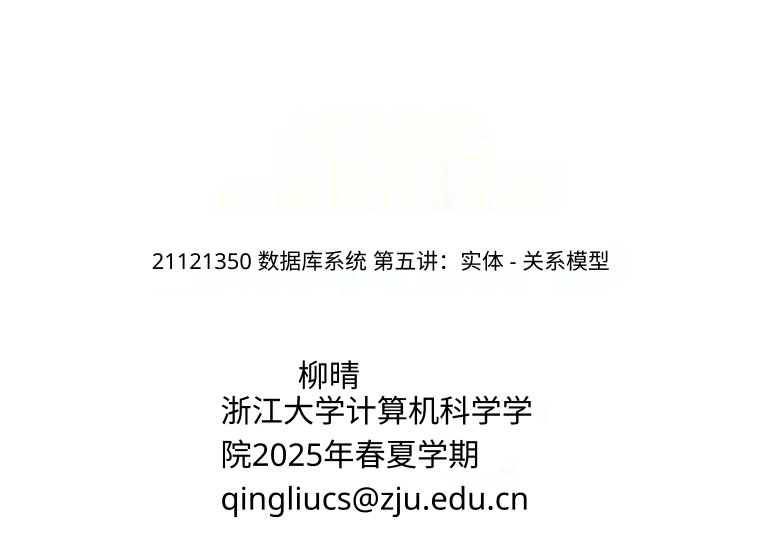 21121350 数据库系统 第五讲：实体 - 关系模型
柳晴
浙江大学计算机科学学
院2025年春夏学期
qingliucs@zju.edu.cn